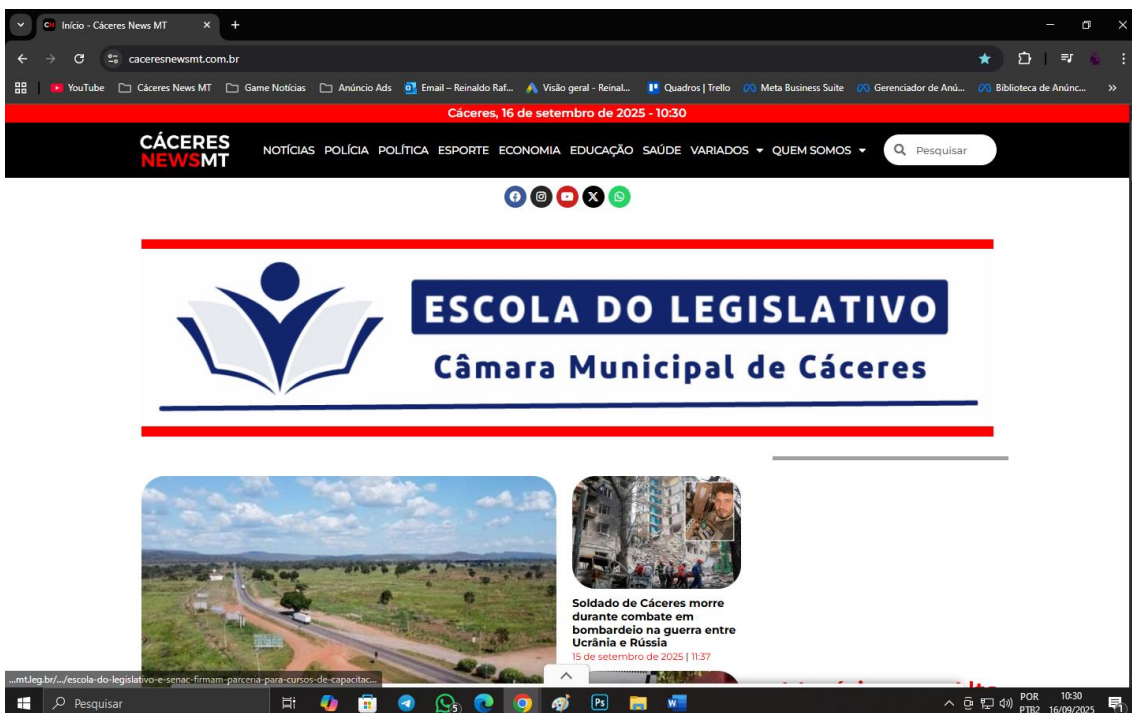 Início - Cáceres News MT
caceresnewsmt.com.br
YouTube Cáceres News MT Game Notícias Anúncio Ads Email – Reinaldo Raf... Visão geral - Reinal... Quadros | Trello Meta Business Suite Gerenciador de Anú... Biblioteca de Anúnc...
Cáceres, 16 de setembro de 2025 - 10:30
CÁCERES
NEWSMT
NOTÍCIAS POLÍCIA POLÍTICA ESPORTE ECONOMIA EDUCAÇÃO SAÚDE VARIADOS QUEM SOMOS
Pesquisar
ESCOLA DO LEGISLATIVO
Câmara Municipal de Cáceres
Soldado de Cáceres morre
durante combate em
bombardeio na guerra entre
Ucrânia e Rússia
15 de setembro de 2025 | 11:37
...mt.leg.br/.../escola-do-legislativo-e-senac-firmam-parceria-para-cursos-de-capacitac...
Pesquisar
5
Ps
POR 10:30
PTB2 16/09/2025
1